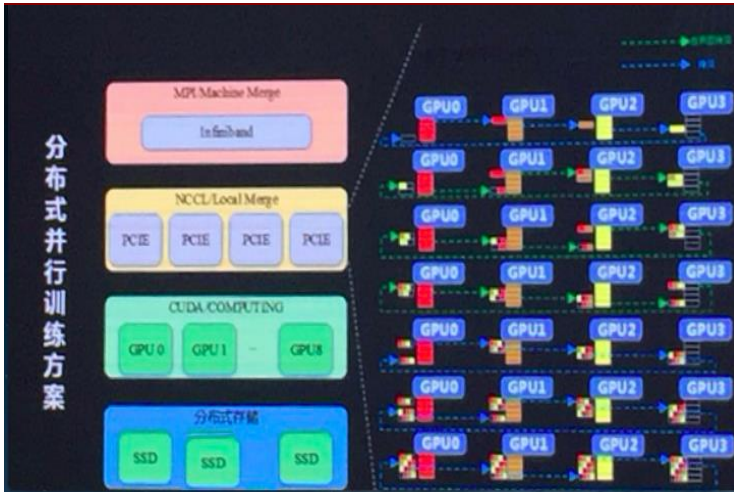 分布式并行训练方案
MPI/Machine Merge
Infiniband
NCCL/Local Merge
PCIE PCIE PCIE PCIE
CUDA/COMPUTING
GPU 0 GPU 1 GPU8
分布式存储
SSD SSD SSD
拷贝
GPU0 GPU1 GPU2 GPU3
GPU0 GPU1 GPU2 GPU3
GPU0 GPU1 GPU2 GPU3
GPU0 GPU1 GPU2 GPU3
GPU0 GPU1 GPU2 GPU3
GPU0 GPU1 GPU2 GPU3
GPU0 GPU1 GPU2 GPU3